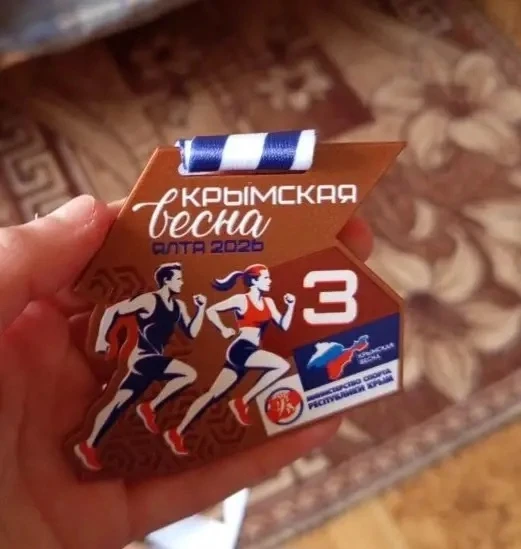 КРЫМСКАЯ
весна
ЯЛТА 2026
3
КРЫМСКАЯ
ВЕСНА
МИНИСТЕРСТВО СПОРТА
РЕСПУБЛИКИ КРЫМ